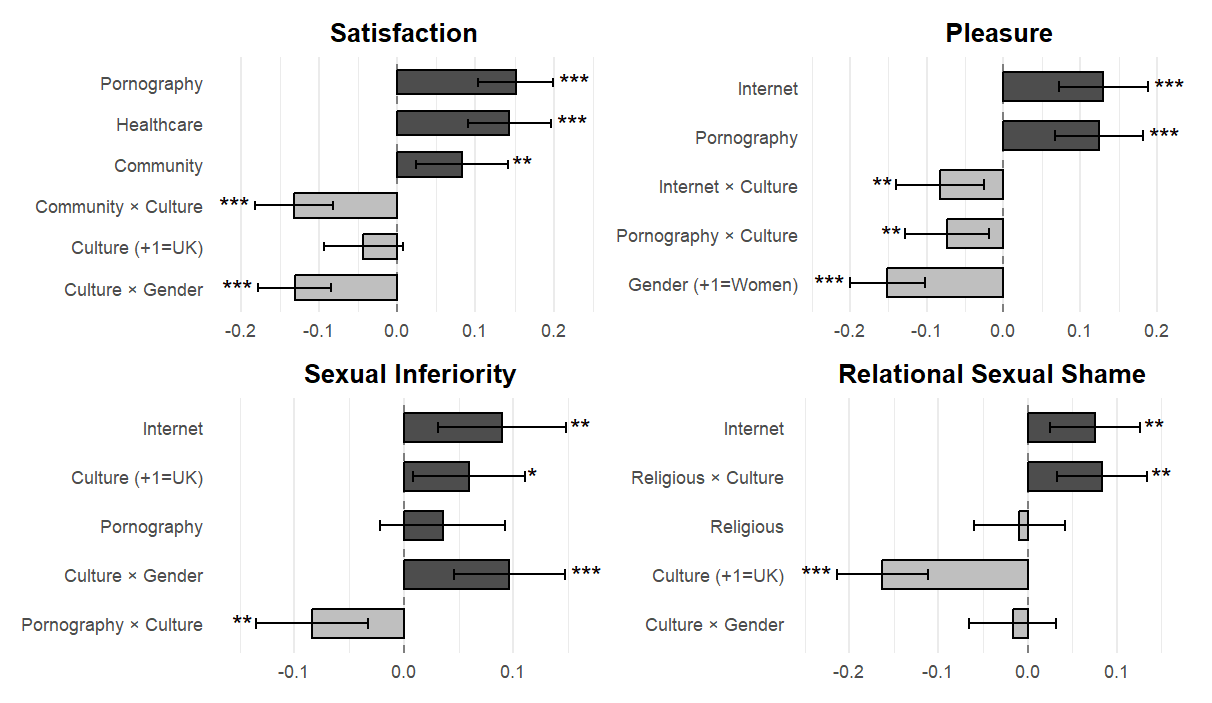 Satisfaction
Pornography ***
Healthcare ***
Community **
Community × Culture ***
Culture (+1=UK)
Culture × Gender ***
-0.2 -0.1 0.0 0.1 0.2
Pleasure
Internet ***
Pornography ***
Internet × Culture **
Pornography × Culture **
Gender (+1=Women) ***
-0.2 -0.1 0.0 0.1 0.2
Sexual Inferiority
Internet **
Culture (+1=UK) *
Pornography
Culture × Gender ***
Pornography × Culture **
-0.1 0.0 0.1
Relational Sexual Shame
Internet **
Religious × Culture **
Religious
Culture (+1=UK) ***
Culture × Gender
-0.2 -0.1 0.0 0.1